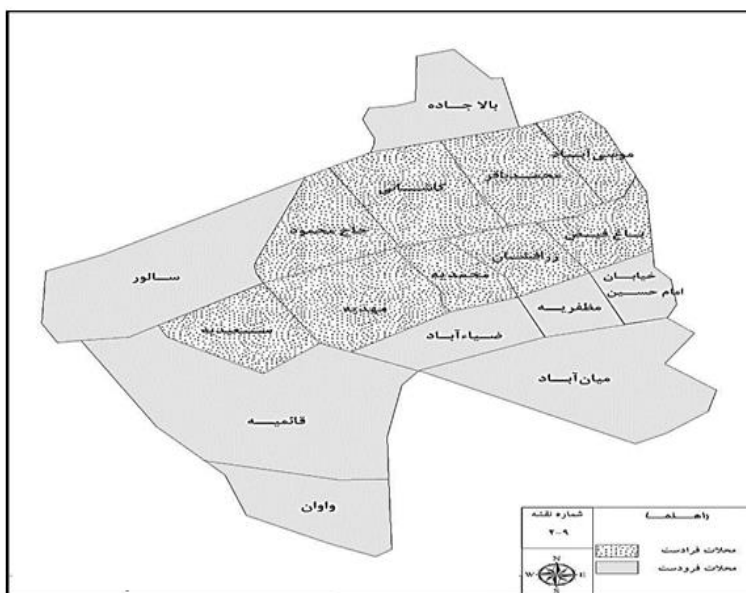 بالا جاده
موسی آباد
محمدباقر
کاشانی
حاج محمود
باغ فیض
زرافشان
محمدیه
خیابان
امام حسین
سالور
مهدیه
مظفریه
سعیدیه
ضیاءآباد
میان آباد
قائمیه
واوان
شماره نقشه
۲-۹
(راهنما)
محلات فرادست
محلات فرودست
N
W
E
S